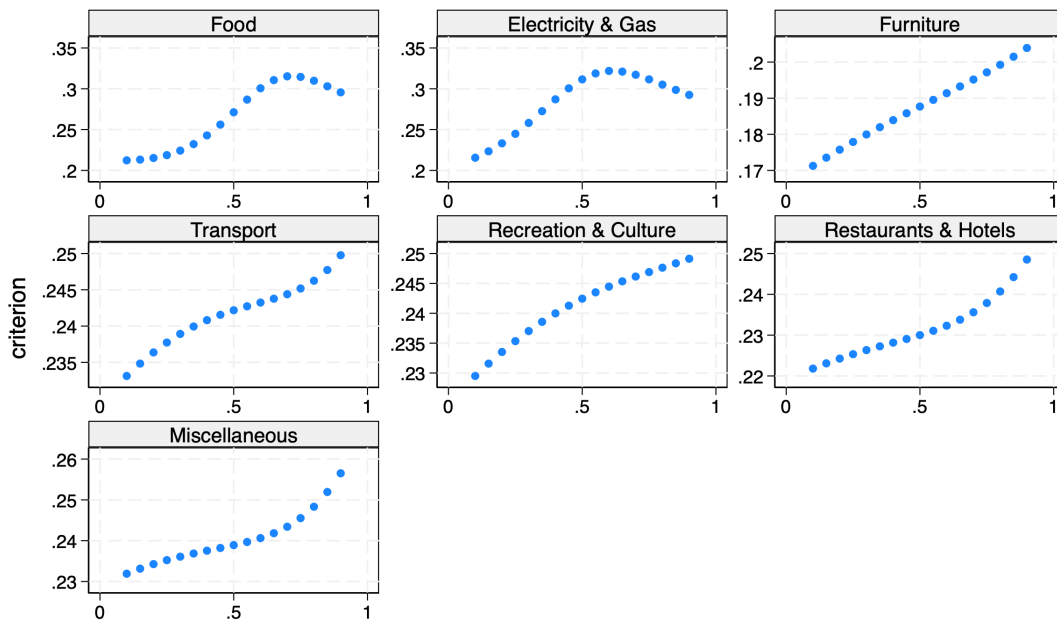 Food
.35
.3
.25
.2
0 .5 1
Electricity & Gas
.35
.3
.25
.2
0 .5 1
Furniture
.2
.19
.18
.17
0 .5 1
criterion
Transport
.25
.245
.24
.235
0 .5 1
Recreation & Culture
.25
.245
.24
.235
.23
0 .5 1
Restaurants & Hotels
.25
.24
.23
.22
0 .5 1
Miscellaneous
.26
.25
.24
.23
0 .5 1